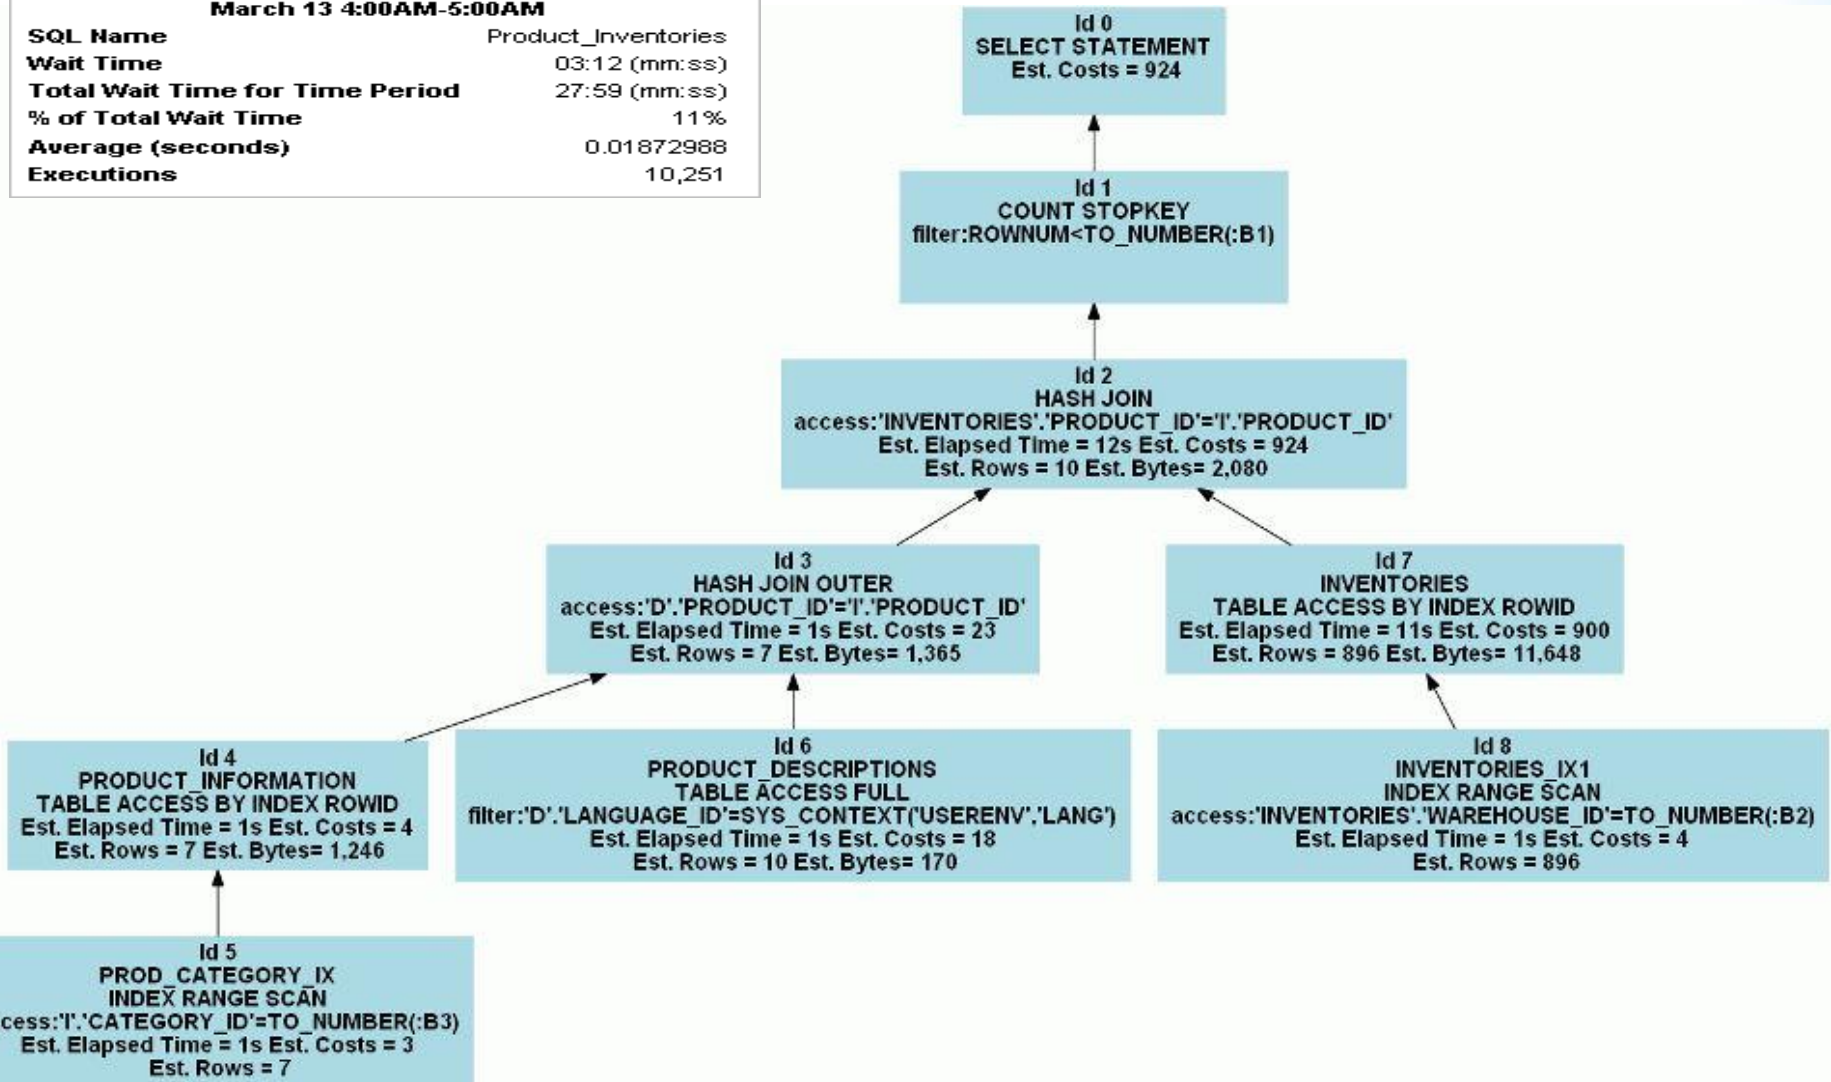 March 13 4:00AM-5:00AM
SQL Name Product_Inventories
Wait Time 03:12 (mm:ss)
Total Wait Time for Time Period 27:59 (mm:ss)
% of Total Wait Time 11%
Average (seconds) 0.01872988
Executions 10,251
Id 0
SELECT STATEMENT
Est. Costs = 924
Id 1
COUNT STOPKEY
filter:ROWNUM<TO_NUMBER(:B1)
Id 2
HASH JOIN
access:'INVENTORIES'.'PRODUCT_ID'='I'.'PRODUCT_ID'
Est. Elapsed Time = 12s Est. Costs = 924
Est. Rows = 10 Est. Bytes= 2,080
Id 3
HASH JOIN OUTER
access:'D'.'PRODUCT_ID'='I'.'PRODUCT_ID'
Est. Elapsed Time = 1s Est. Costs = 23
Est. Rows = 7 Est. Bytes= 1,365
Id 7
INVENTORIES
TABLE ACCESS BY INDEX ROWID
Est. Elapsed Time = 11s Est. Costs = 900
Est. Rows = 896 Est. Bytes= 11,648
Id 4
PRODUCT_INFORMATION
TABLE ACCESS BY INDEX ROWID
Est. Elapsed Time = 1s Est. Costs = 4
Est. Rows = 7 Est. Bytes= 1,246
Id 6
PRODUCT_DESCRIPTIONS
TABLE ACCESS FULL
filter:'D'.'LANGUAGE_ID'=SYS_CONTEXT('USERENV','LANG')
Est. Elapsed Time = 1s Est. Costs = 18
Est. Rows = 10 Est. Bytes= 170
Id 8
INVENTORIES_IX1
INDEX RANGE SCAN
access:'INVENTORIES'.'WAREHOUSE_ID'=TO_NUMBER(:B2)
Est. Elapsed Time = 1s Est. Costs = 4
Est. Rows = 896
Id 5
PROD_CATEGORY_IX
INDEX RANGE SCAN
cess:'I'.'CATEGORY_ID'=TO_NUMBER(:B3)
Est. Elapsed Time = 1s Est. Costs = 3
Est. Rows = 7